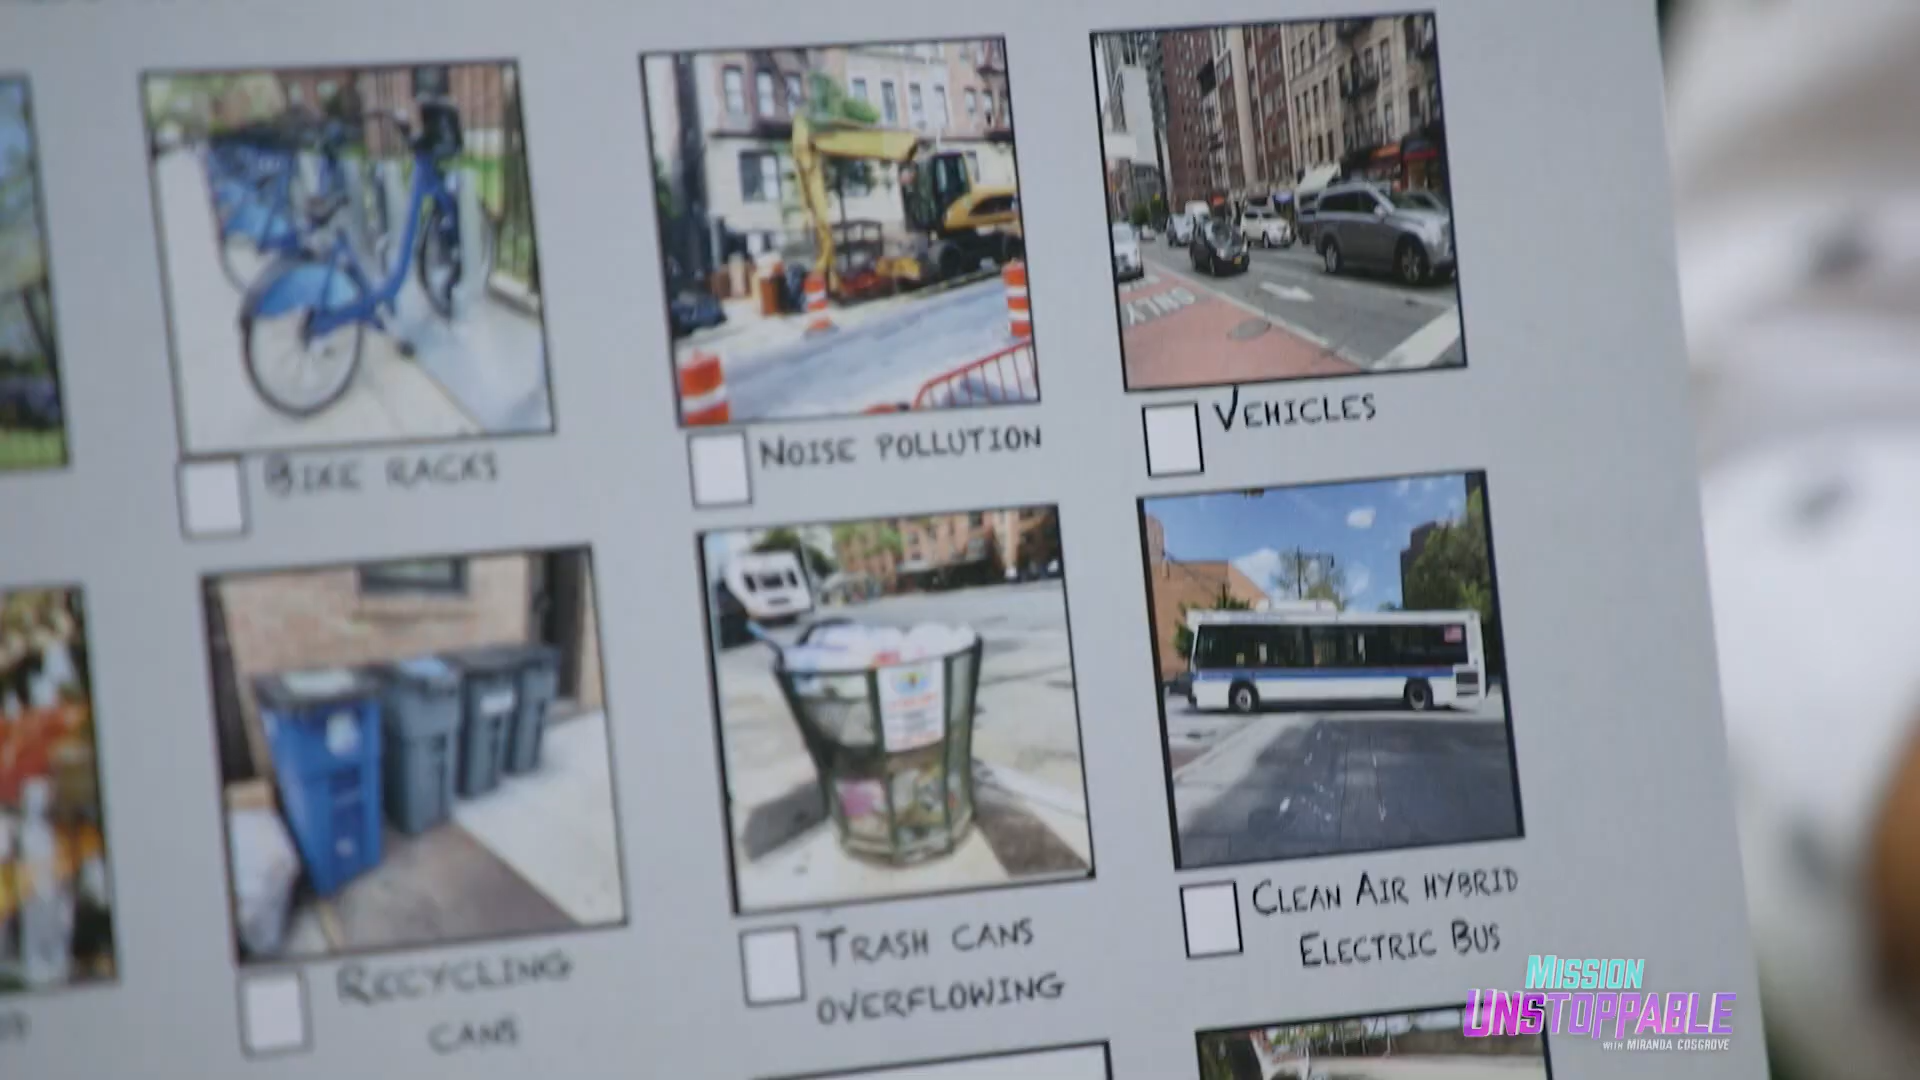 ONLY
BIKE RACKS
NOISE POLLUTION
VEHICLES
RECYCLING
CANS
TRASH CANS
OVERFLOWING
CLEAN AIR HYBRID
ELECTRIC BUS
MISSION
UNSTOPPABLE
WITH MIRANDA COSGROVE